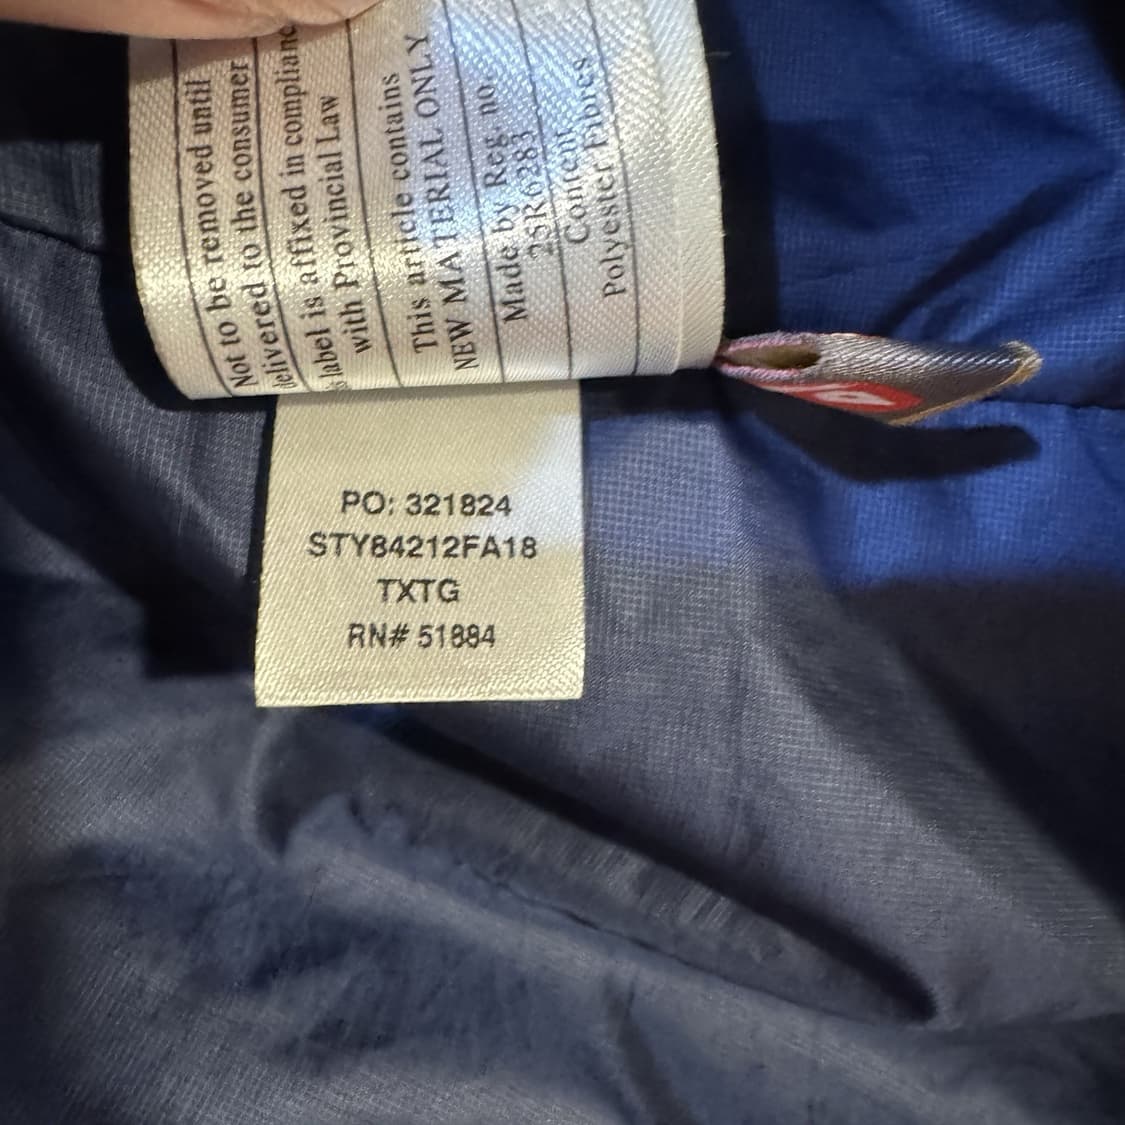 Not to be removed until
delivered to the consumer
label is affixed in compliance
with Provincial Law
This article contains
NEW MATERIAL ONLY
Made by Reg no.
25R6283
Content
Polyester Fibres
PO: 321824
STY84212FA18
TXTG
RN# 51884